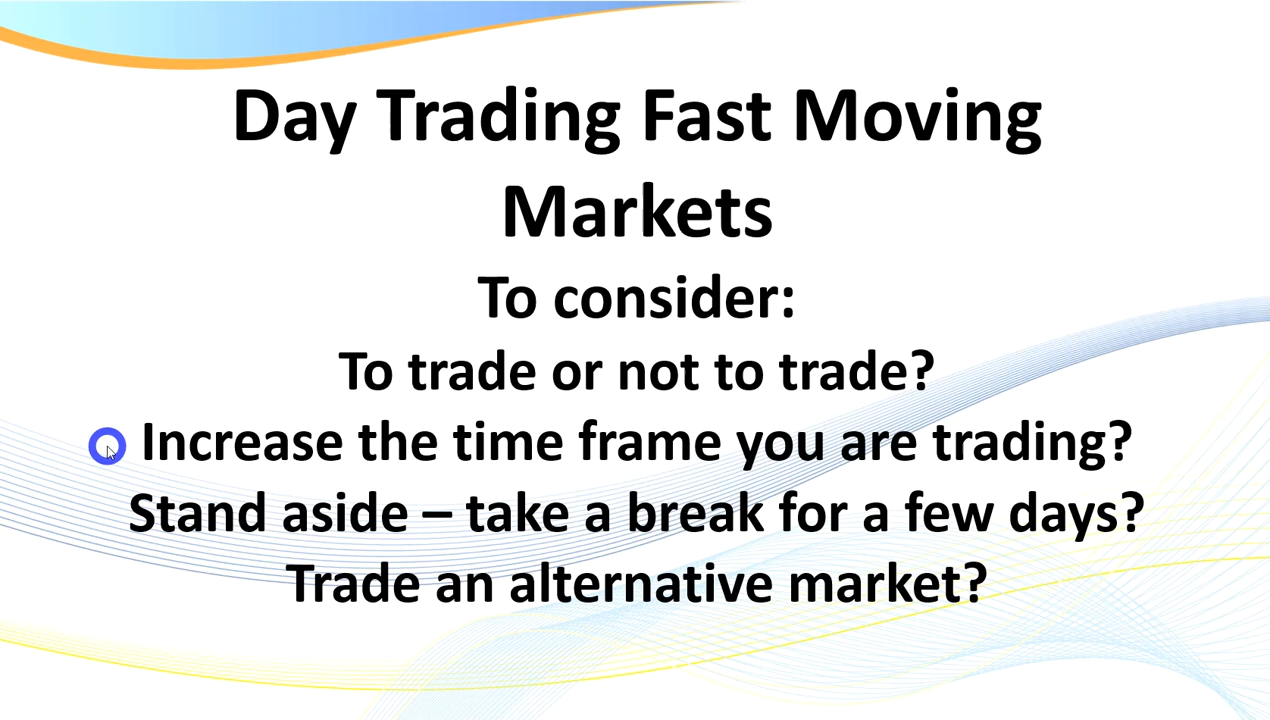 Day Trading Fast Moving
Markets
To consider:
To trade or not to trade?
Increase the time frame you are trading?
Stand aside – take a break for a few days?
Trade an alternative market?